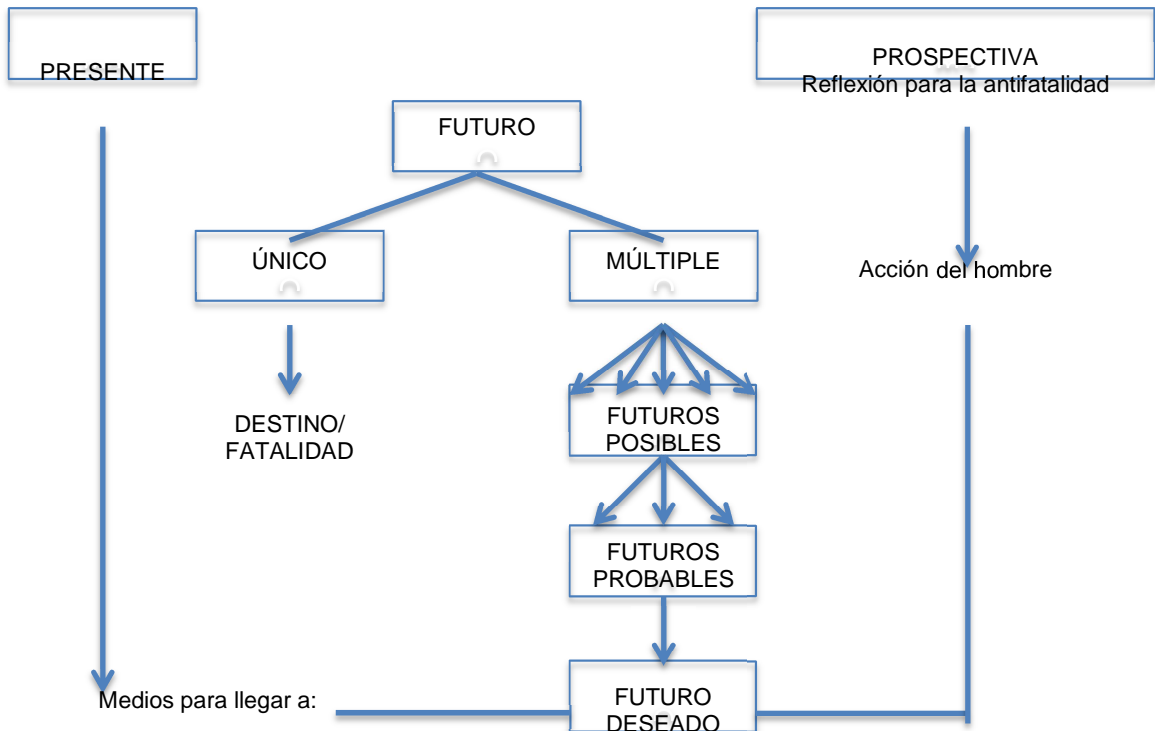 PRESENTE
PROSPECTIVA
Reflexión para la antifatalidad
FUTURO
ÚNICO
MÚLTIPLE
Acción del hombre
DESTINO/
FATALIDAD
FUTUROS
POSIBLES
FUTUROS
PROBABLES
Medios para llegar a:
FUTURO
DESEADO